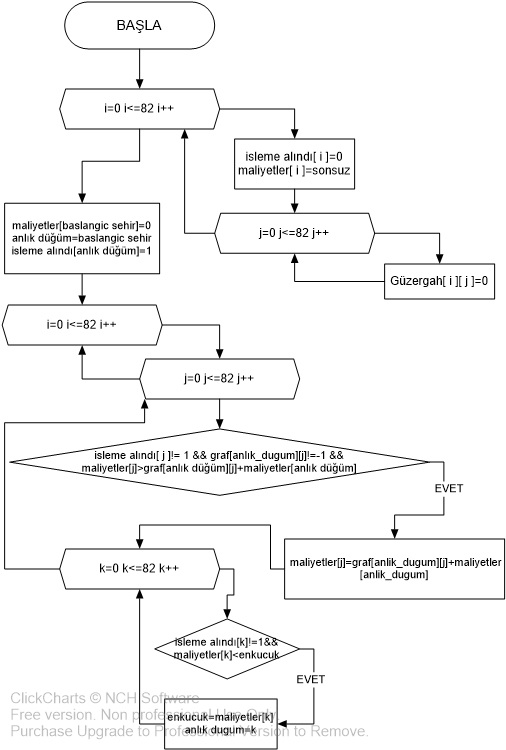 BAŞLA
i=0 i<=82 i++
isleme alındı[ i ]=0
maliyetler[ i ]=sonsuz
maliyetler[baslangic sehir]=0
anlık düğüm=baslangic sehir
isleme alındı[anlık düğüm]=1
j=0 j<=82 j++
Güzergah[ i ][ j ]=0
i=0 i<=82 i++
j=0 j<=82 j++
isleme alındı[ j ]!= 1 && graf[anlık_dugum][j]!=-1 &&
maliyetler[j]>graf[anlık düğüm][j]+maliyetler[anlık düğüm]
EVET
maliyetler[j]=graf[anlik_dugum][j]+maliyetler
[anlik_dugum]
k=0 k<=82 k++
isleme alındı[k]!=1&&
maliyetler[k]<enkucuk
EVET
enkucuk=maliyetler[k]
anlik dugum=k
ClickCharts © NCH Software
Free version. Non professional Use Only.
Purchase Upgrade to Professional Version to Remove.